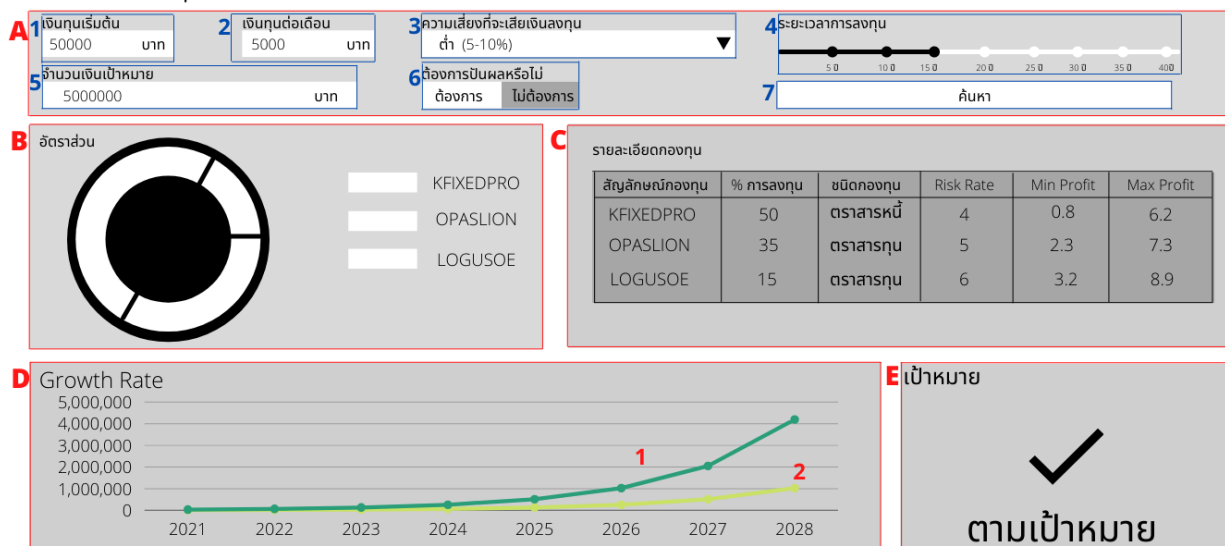 A
1 เงินทุนเริ่มต้น
50000 บาท
2 เงินทุนต่อเดือน
5000 บาท
3 ความเสี่ยงที่จะเสียเงินลงทุน
ต่ำ (5-10%)
4 ระยะเวลาการลงทุน
5 ปี 10 ปี 15 ปี 20 ปี 25 ปี 30 ปี 35 ปี 40ปี
5 จำนวนเงินเป้าหมาย
5000000 บาท
6 ต้องการปันผลหรือไม่
ต้องการ ไม่ต้องการ
7 ค้นหา
B
อัตราส่วน
KFIXEDPRO
OPASLION
LOGUSOE
C
รายละเอียดกองทุน
สัญลักษณ์กองทุน % การลงทุน ชนิดกองทุน Risk Rate Min Profit Max Profit
KFIXEDPRO 50 ตราสารหนี้ 4 0.8 6.2
OPASLION 35 ตราสารทุน 5 2.3 7.3
LOGUSOE 15 ตราสารทุน 6 3.2 8.9
D
Growth Rate
5,000,000
4,000,000
3,000,000
2,000,000
1,000,000
0
1
2
2021 2022 2023 2024 2025 2026 2027 2028
E
เป้าหมาย
ตามเป้าหมาย